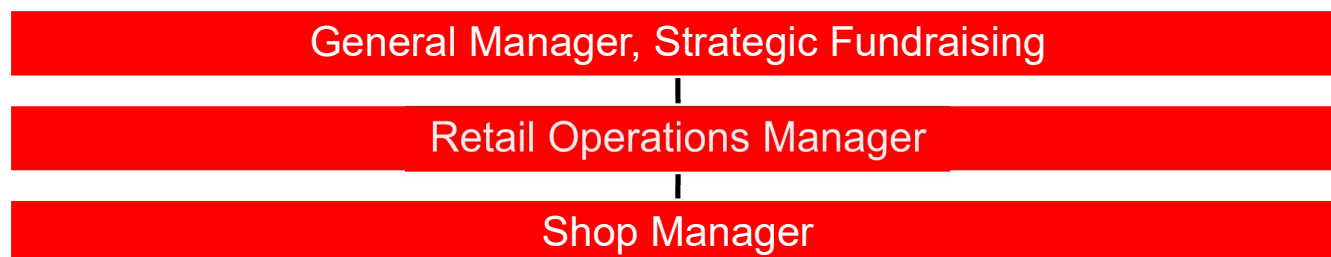 General Manager, Strategic Fundraising
Retail Operations Manager
Shop Manager